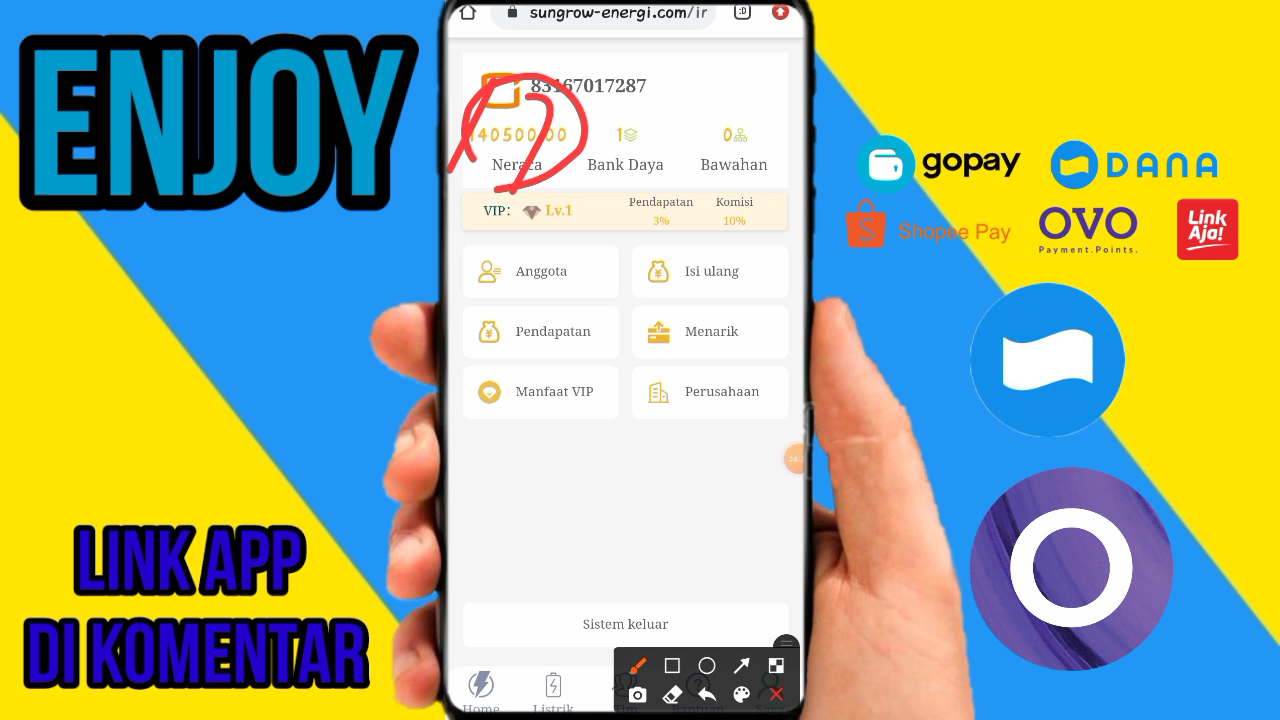 ENJOY
LINK APP
DI KOMENTAR
sungrow-energi.com/ir
:D
83167017287
40500.00
1
0
Neraca
Bank Daya
Bawahan
VIP:
Lv.1
Pendapatan
Komisi
3%
10%
Anggota
Isi ulang
Pendapatan
Menarik
Manfaat VIP
Perusahaan
Sistem keluar
Home
Listrik
gopay
DANA
Shopee Pay
OVO
Payment.Points.
Link
Aja!